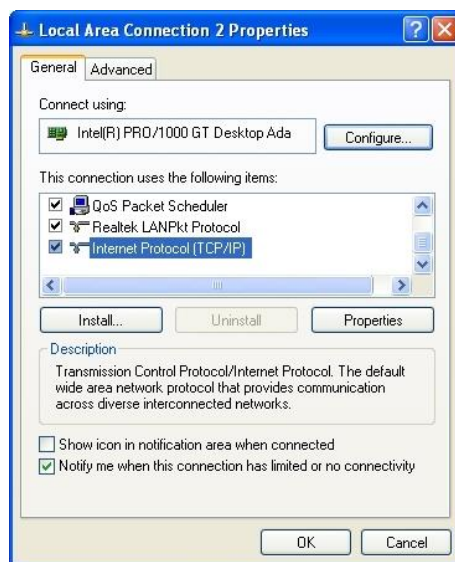 Local Area Connection 2 Properties
General Advanced
Connect using:
Intel(R) PRO/1000 GT Desktop Ada
Configure...
This connection uses the following items:
QoS Packet Scheduler
Realtek LANPkt Protocol
Internet Protocol (TCP/IP)
Install... Uninstall Properties
Description
Transmission Control Protocol/Internet Protocol. The default
wide area network protocol that provides communication
across diverse interconnected networks.
Show icon in notification area when connected
Notify me when this connection has limited or no connectivity
OK Cancel